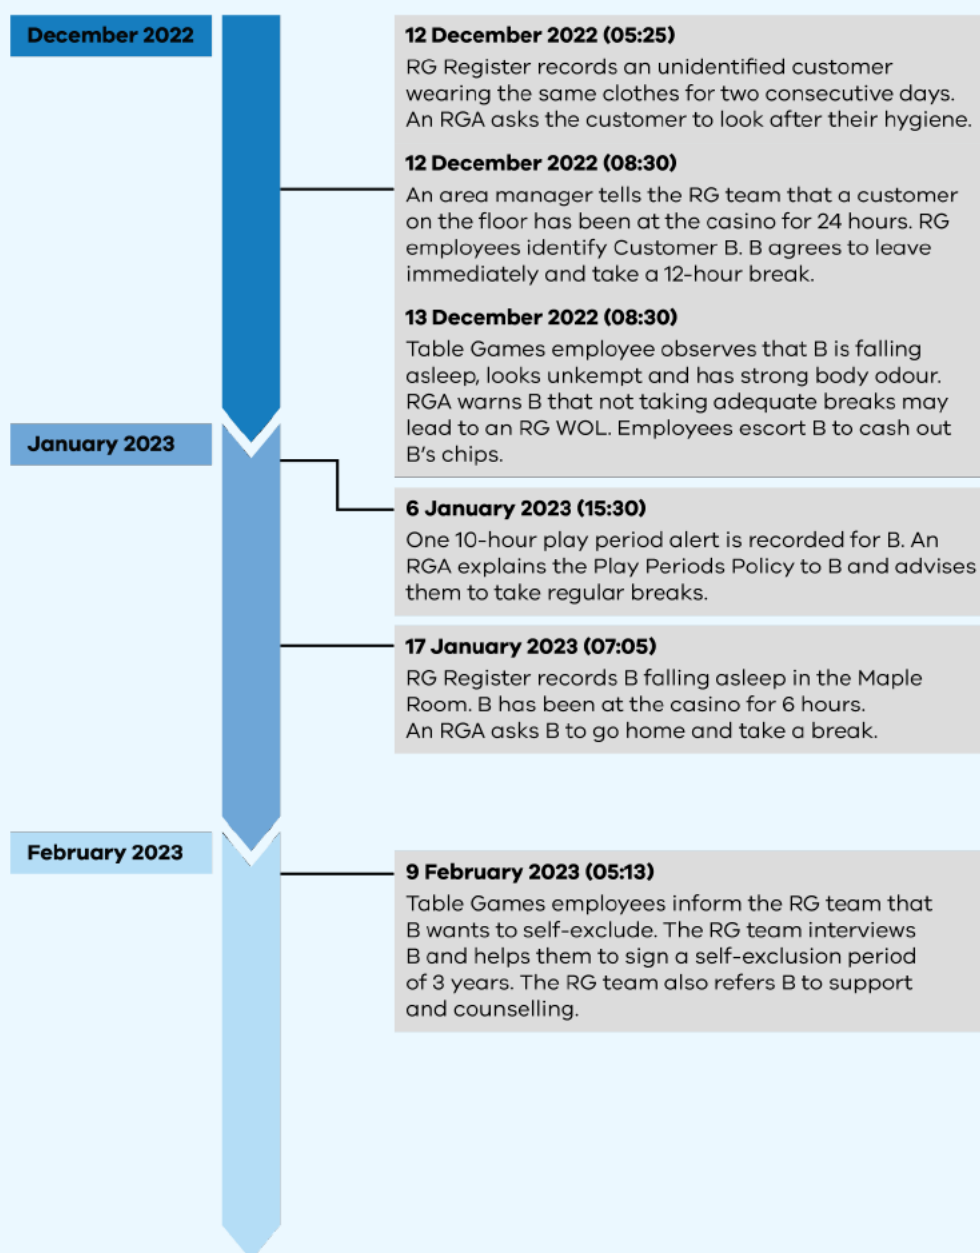 December 2022
12 December 2022 (05:25)
RG Register records an unidentified customer
wearing the same clothes for two consecutive days.
An RGA asks the customer to look after their hygiene.
12 December 2022 (08:30)
An area manager tells the RG team that a customer
on the floor has been at the casino for 24 hours. RG
employees identify Customer B. B agrees to leave
immediately and take a 12-hour break.
13 December 2022 (08:30)
Table Games employee observes that B is falling
asleep, looks unkempt and has strong body odour.
RGA warns B that not taking adequate breaks may
lead to an RG WOL. Employees escort B to cash out
B’s chips.
January 2023
6 January 2023 (15:30)
One 10-hour play period alert is recorded for B. An
RGA explains the Play Periods Policy to B and advises
them to take regular breaks.
17 January 2023 (07:05)
RG Register records B falling asleep in the Maple
Room. B has been at the casino for 6 hours.
An RGA asks B to go home and take a break.
February 2023
9 February 2023 (05:13)
Table Games employees inform the RG team that
B wants to self-exclude. The RG team interviews
B and helps them to sign a self-exclusion period
of 3 years. The RG team also refers B to support
and counselling.